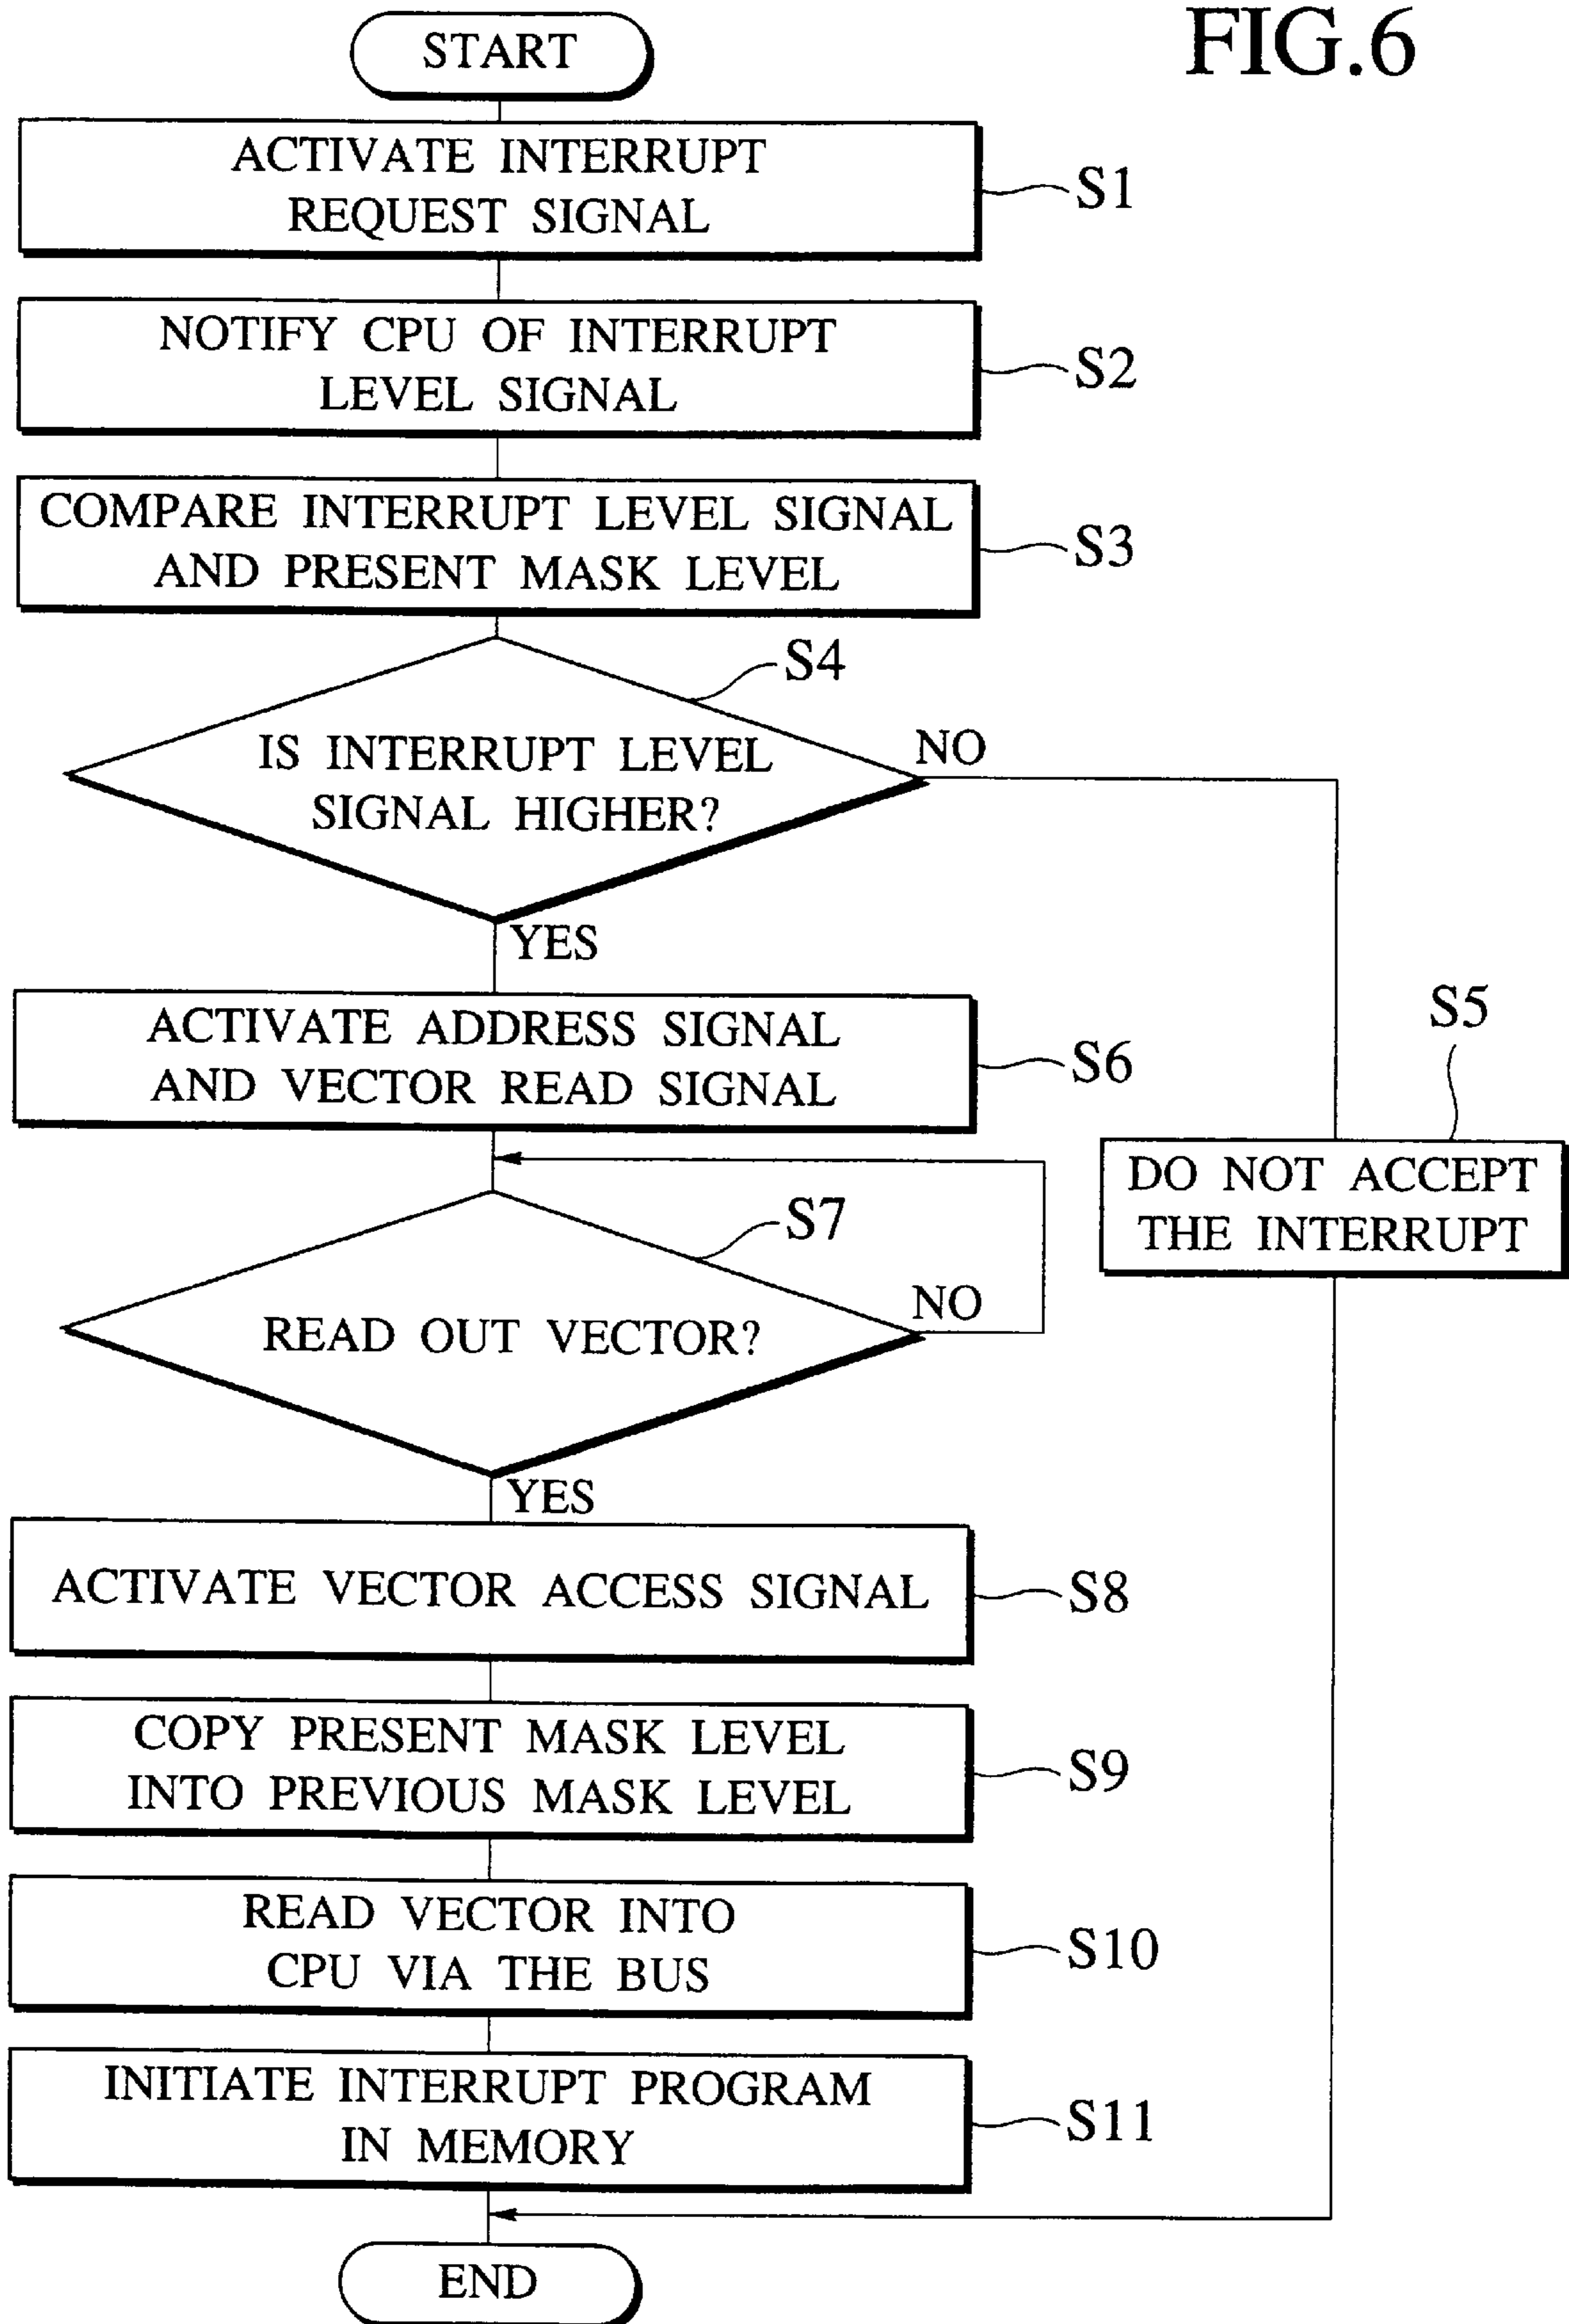 FIG.6
START
ACTIVATE INTERRUPT
REQUEST SIGNAL
S1
NOTIFY CPU OF INTERRUPT
LEVEL SIGNAL
S2
COMPARE INTERRUPT LEVEL SIGNAL
AND PRESENT MASK LEVEL
S3
S4
IS INTERRUPT LEVEL
SIGNAL HIGHER?
NO
YES
ACTIVATE ADDRESS SIGNAL
AND VECTOR READ SIGNAL
S6
S5
DO NOT ACCEPT
THE INTERRUPT
S7
READ OUT VECTOR?
NO
YES
ACTIVATE VECTOR ACCESS SIGNAL
S8
COPY PRESENT MASK LEVEL
INTO PREVIOUS MASK LEVEL
S9
READ VECTOR INTO
CPU VIA THE BUS
S10
INITIATE INTERRUPT PROGRAM
IN MEMORY
S11
END